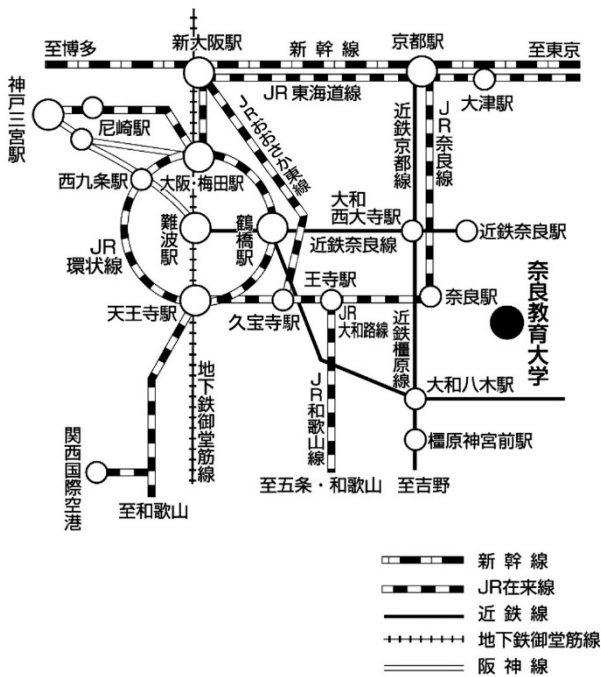 至博多
新大阪駅
新幹線
京都駅
至東京
神戸三宮駅
尼崎駅
JR東海道線
大津駅
JRおおさか東線
近鉄京都線
JR奈良線
西九条駅
大阪・梅田駅
大和
西大寺駅
難波駅
鶴橋駅
近鉄奈良線
近鉄奈良駅
JR
環状線
王寺駅
奈良駅
奈良教育大学
天王寺駅
久宝寺駅
JR
大和路線
近鉄橿原線
大和八木駅
地下鉄御堂筋線
JR和歌山線
橿原神宮前駅
関西国際空港
至和歌山
至五条・和歌山
至吉野
新幹線
JR在来線
近鉄線
地下鉄御堂筋線
阪神線